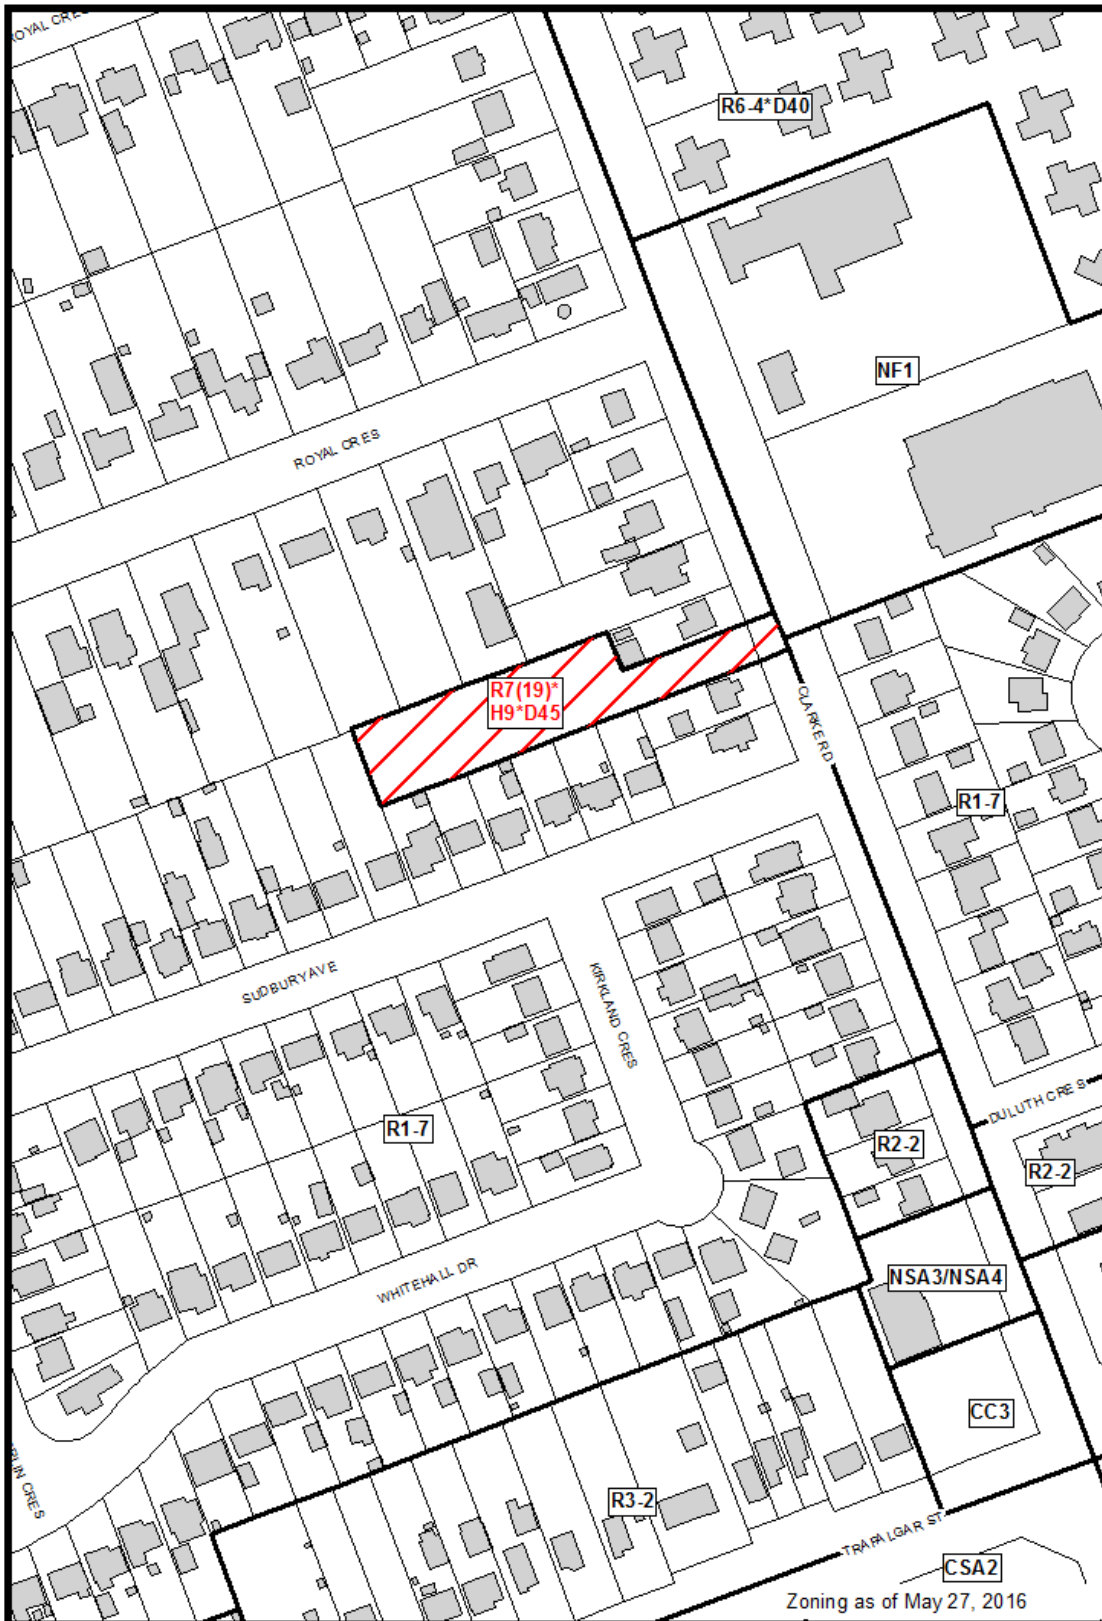 ROYAL CRES
R6-4*D40
NF1
ROYAL CRES
R7(19)*
H9*D45
CLARKE RD
R1-7
SUDBURY AVE
KIRKLAND CRES
DULUTH CRES
R1-7
R2-2
R2-2
WHITEHALL DR
NSA3/NSA4
CC3
CRES
R3-2
TRAFALGAR ST
CSA2
Zoning as of May 27, 2016